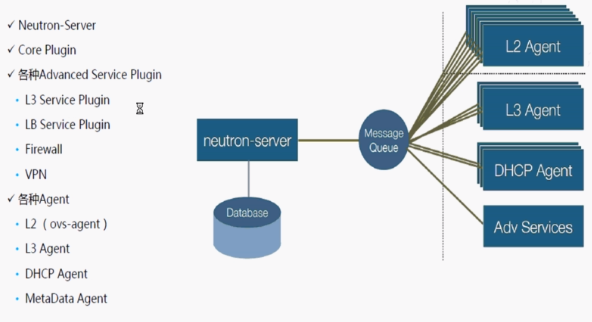 ✓ Neutron-Server
✓ Core Plugin
✓ 各种Advanced Service Plugin
• L3 Service Plugin
• LB Service Plugin
• Firewall
• VPN
✓ 各种Agent
• L2（ovs-agent）
• L3 Agent
• DHCP Agent
• MetaData Agent
neutron-server
Database
Message
Queue
L2 Agent
L3 Agent
DHCP Agent
Adv Services